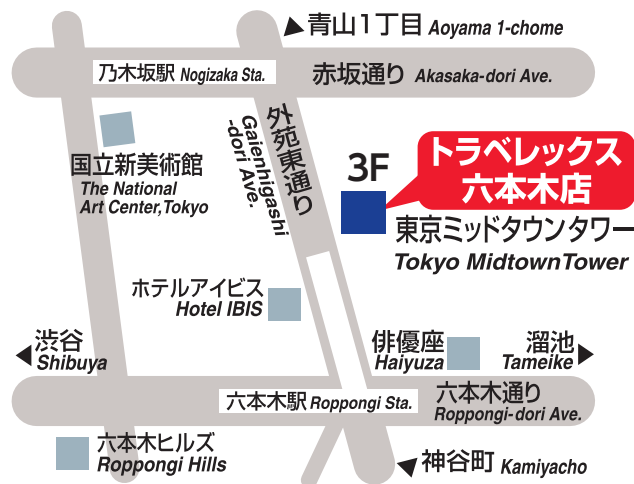 青山1丁目 Aoyama 1-chome
乃木坂駅 Nogizaka Sta.
赤坂通り Akasaka-dori Ave.
外苑東通り
Gaienhigashi
-dori Ave.
国立新美術館
The National
Art Center,Tokyo
3F
トラベレックス
六本木店
東京ミッドタウンタワー
Tokyo MidtownTower
ホテルアイビス
Hotel IBIS
渋谷
Shibuya
俳優座
Haiyuza
溜池
Tameike
六本木駅 Roppongi Sta.
六本木通り
Roppongi-dori Ave.
六本木ヒルズ
Roppongi Hills
神谷町 Kamiyacho